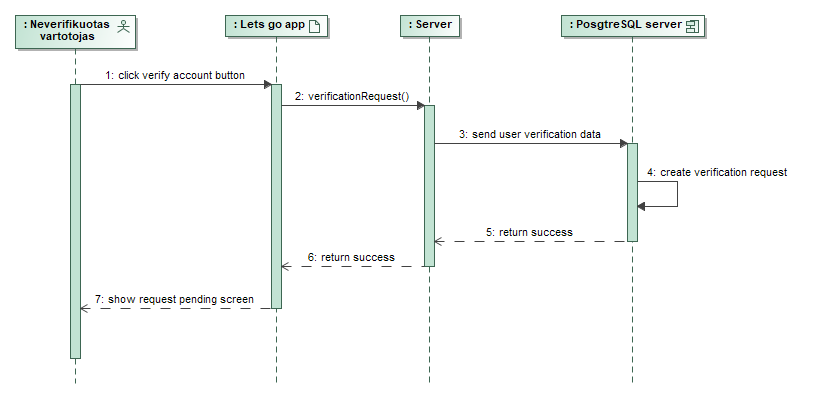 : Neverifikuotas
vartotojas
: Lets go app
: Server
: PosgtreSQL server
1: click verify account button
2: verificationRequest()
3: send user verification data
4: create verification request
5: return success
6: return success
7: show request pending screen